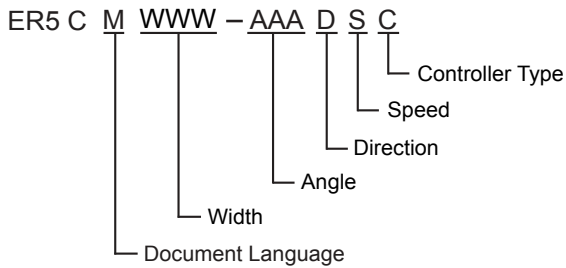 ER5 C M WWW – AAA D S C
Controller Type
Speed
Direction
Angle
Width
Document Language